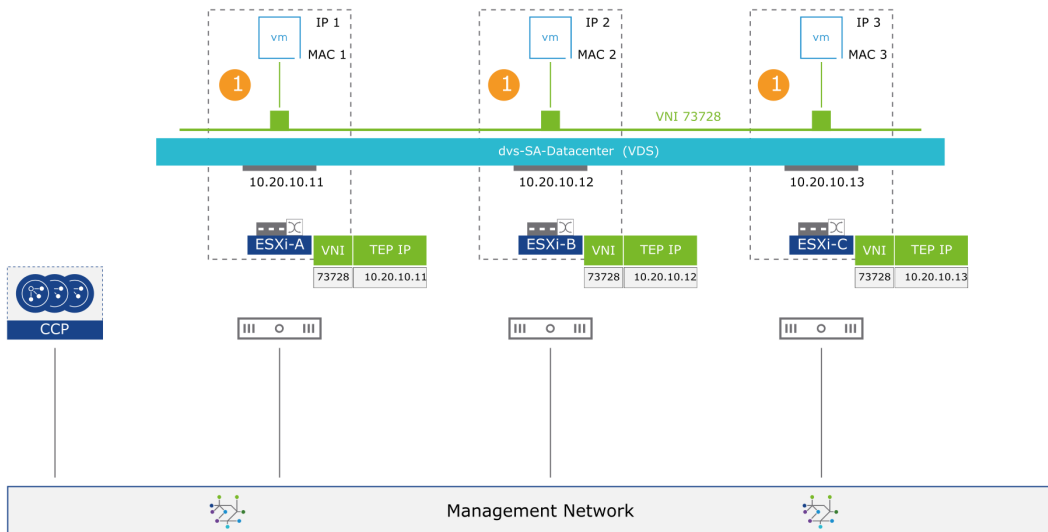 IP 1
vm
MAC 1
1
IP 2
vm
MAC 2
1
IP 3
vm
MAC 3
1
VNI 73728
dvs-SA-Datacenter (VDS)
10.20.10.11
10.20.10.12
10.20.10.13
ESXi-A
VNI
TEP IP
73728
10.20.10.11
ESXi-B
VNI
TEP IP
73728
10.20.10.12
ESXi-C
VNI
TEP IP
73728
10.20.10.13
CCP
Management Network